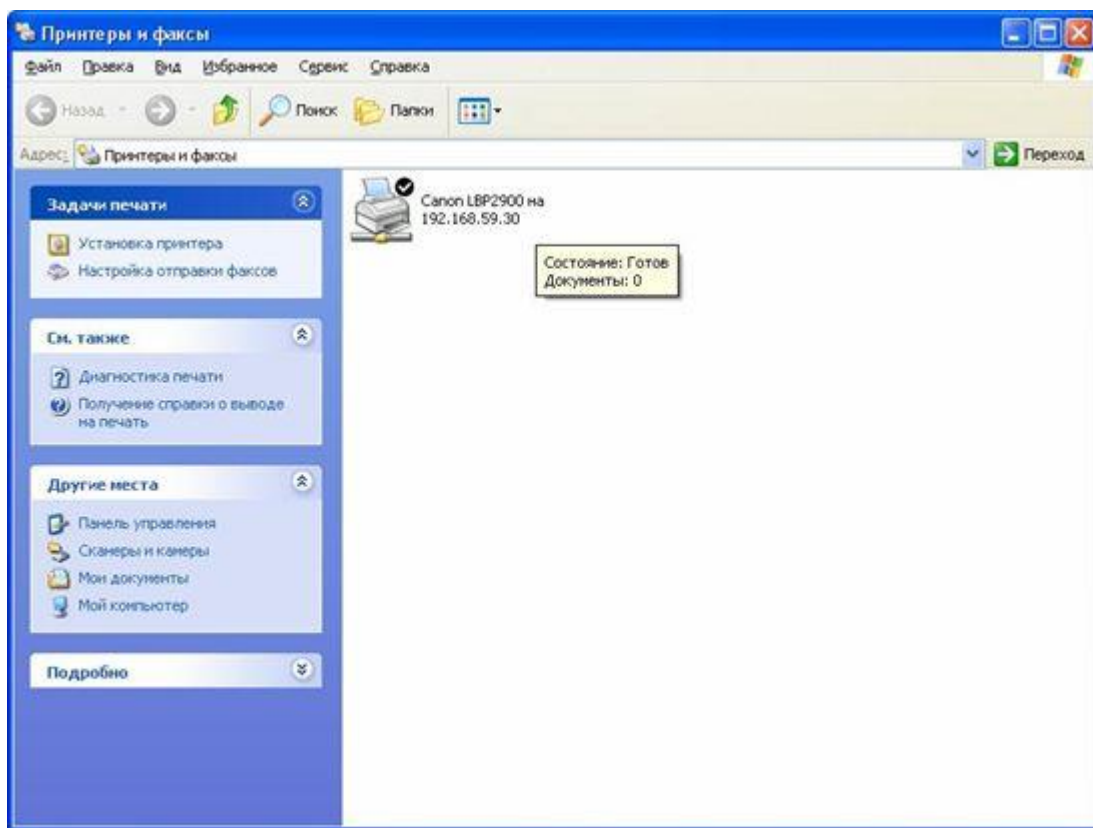 Принтеры и факсы
Файл Правка Вид Избранное Сервис Справка
Назад Поиск Папки
Адрес: Принтеры и факсы Переход
Задачи печати
Установка принтера
Настройка отправки факсов
См. также
Диагностика печати
Получение справки о выводе
на печать
Другие места
Панель управления
Сканеры и камеры
Мои документы
Мой компьютер
Подробно
Canon LBP2900 на
192.168.59.30
Состояние: Готов
Документы: 0